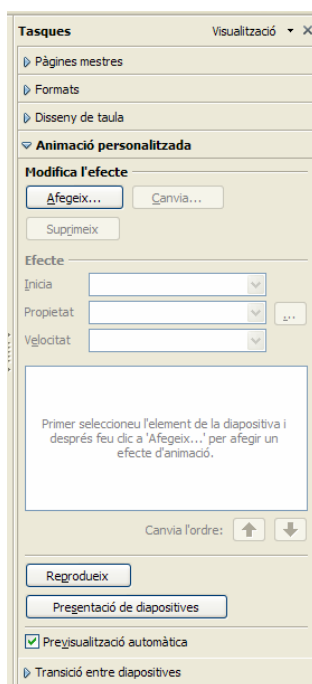 Tasques Visualització
Pàgines mestres
Formats
Disseny de taula
Animació personalitzada
Modifica l'efecte
Afegeix... Canvia...
Suprimeix
Efecte
Inicia
Propietat ...
Velocitat
Primer seleccioneu l'element de la diapositiva i
després feu clic a 'Afegeix...' per afegir un
efecte d'animació.
Canvia l'ordre:
Reprodueix
Presentació de diapositives
Previsualització automàtica
Transició entre diapositives